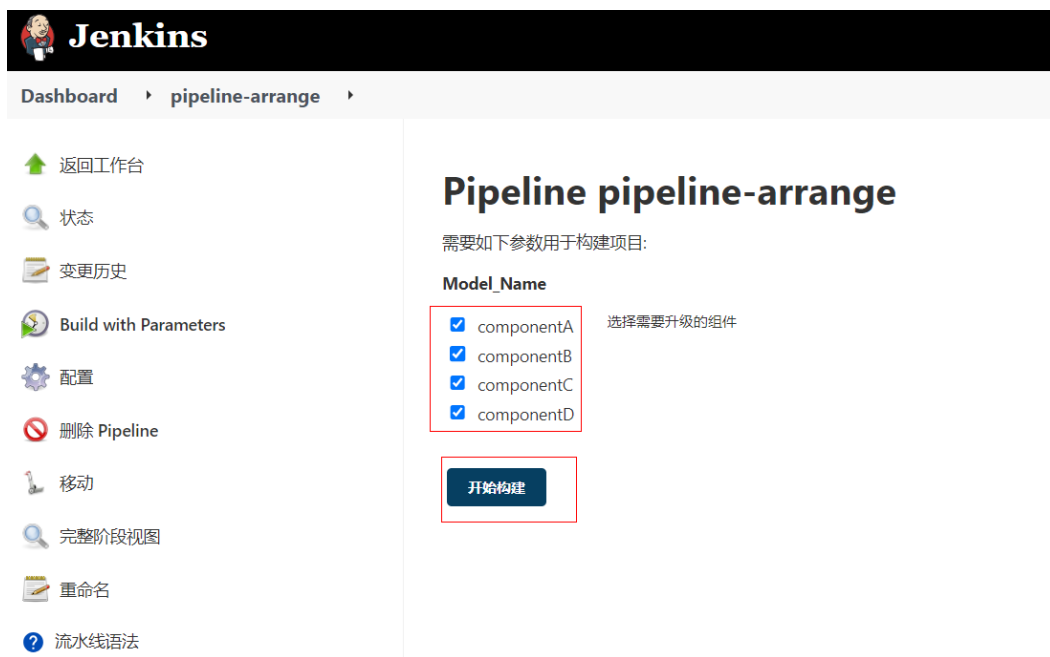 Jenkins
Dashboard pipeline-arrange
返回工作台
状态
变更历史
Build with Parameters
配置
删除 Pipeline
移动
完整阶段视图
重命名
流水线语法
Pipeline pipeline-arrange
需要如下参数用于构建项目:
Model_Name
componentA
componentB
componentC
componentD
选择需要升级的组件
开始构建